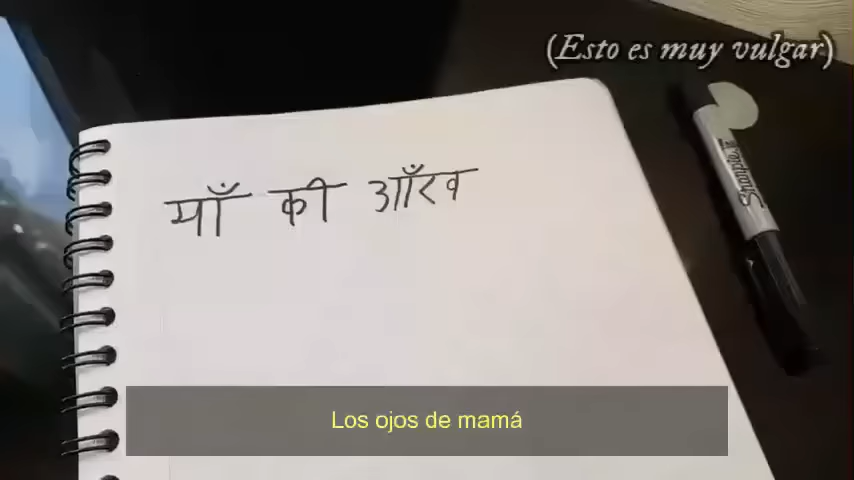 (Esto es muy vulgar)
माँ की आँख
Sharpie
Los ojos de mamá